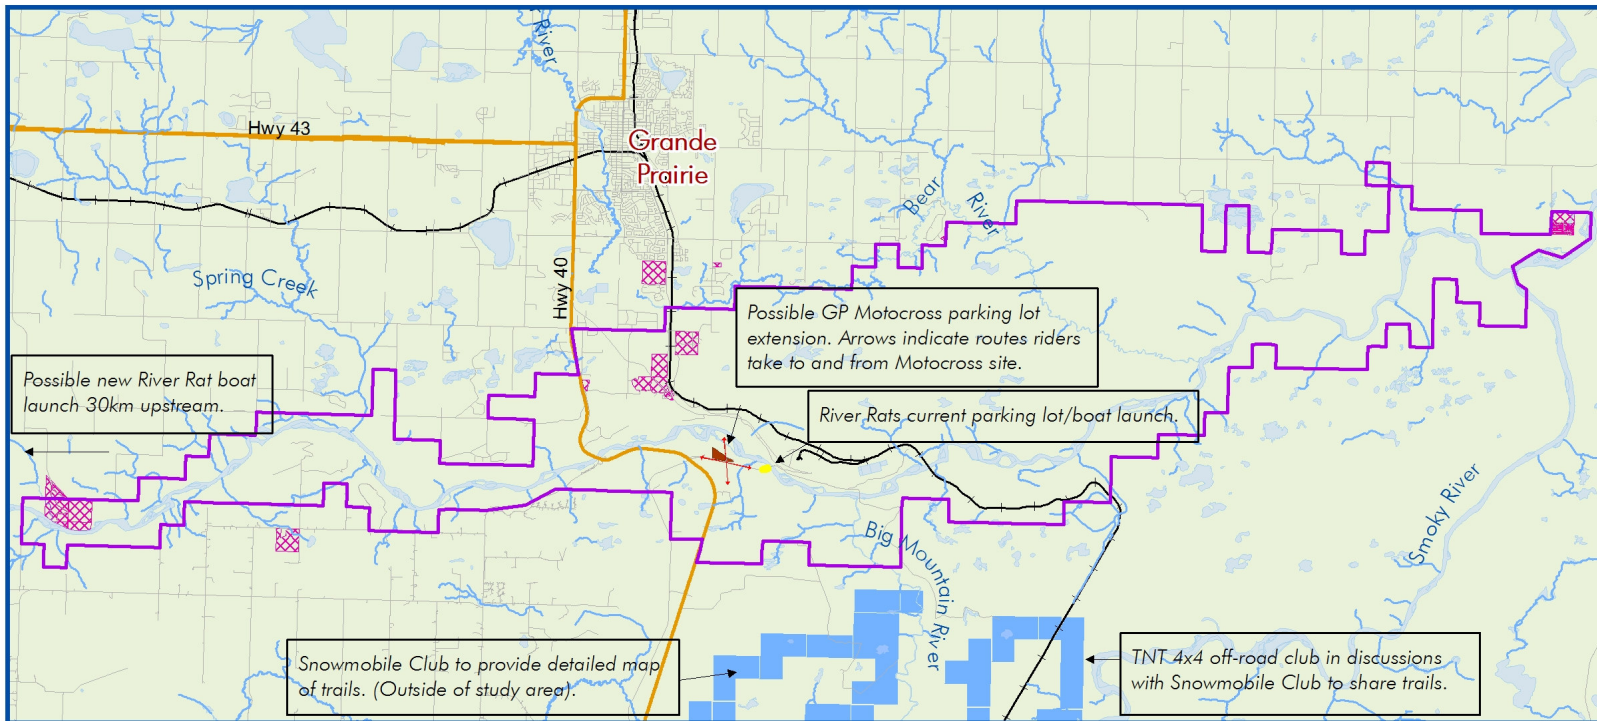 River
Hwy 43
Grande
Prairie
Bear
River
Spring Creek
Hwy 40
Possible GP Motocross parking lot
extension. Arrows indicate routes riders
take to and from Motocross site.
Possible new River Rat boat
launch 30km upstream.
River Rats current parking lot/boat launch.
Smoky River
Big Mountain
River
Snowmobile Club to provide detailed map
of trails. (Outside of study area).
TNT 4x4 off-road club in discussions
with Snowmobile Club to share trails.